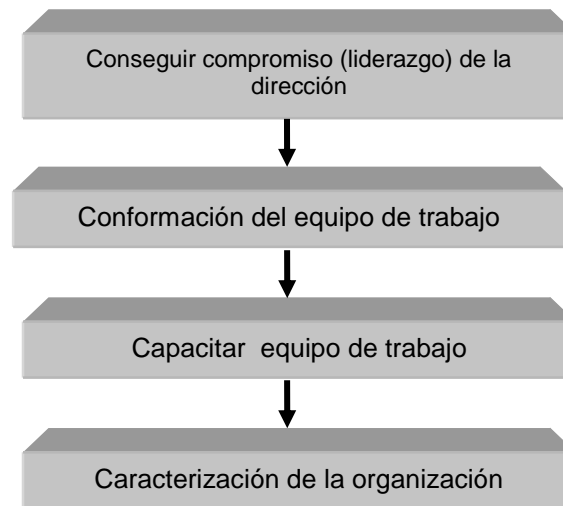 Conseguir compromiso (liderazgo) de la
dirección
Conformación del equipo de trabajo
Capacitar  equipo de trabajo
Caracterización de la organización